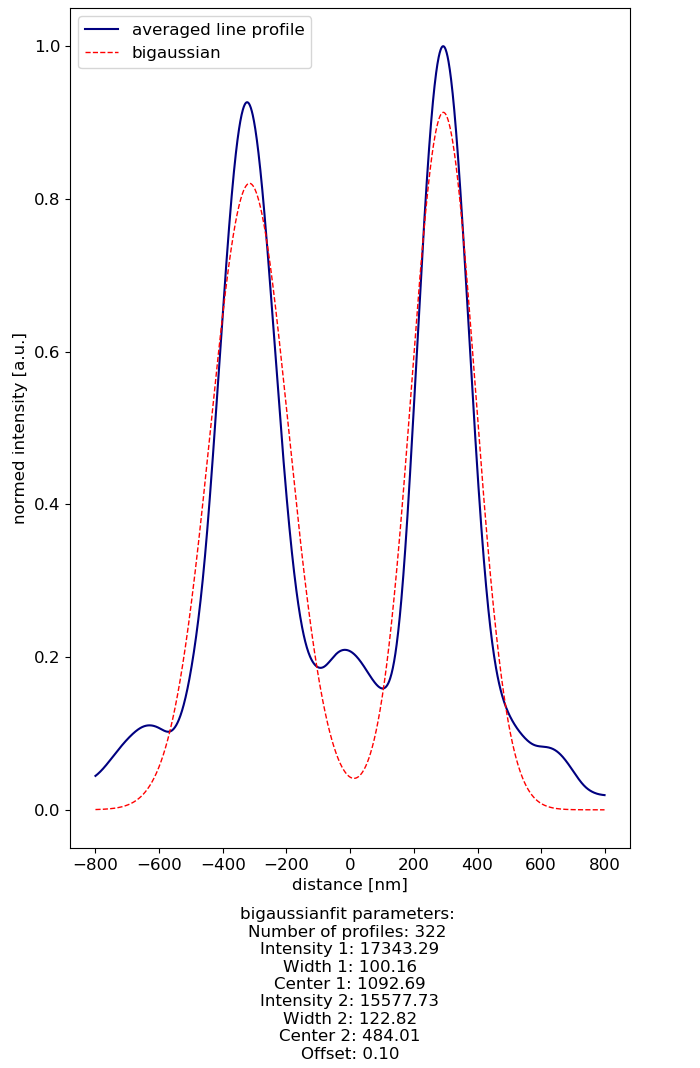 averaged line profile
bigaussian
1.0
0.8
0.6
0.4
0.2
0.0
normed intensity [a.u.]
−800 −600 −400 −200 0 200 400 600 800
distance [nm]
bigaussianfit parameters:
Number of profiles: 322
Intensity 1: 17343.29
Width 1: 100.16
Center 1: 1092.69
Intensity 2: 15577.73
Width 2: 122.82
Center 2: 484.01
Offset: 0.10